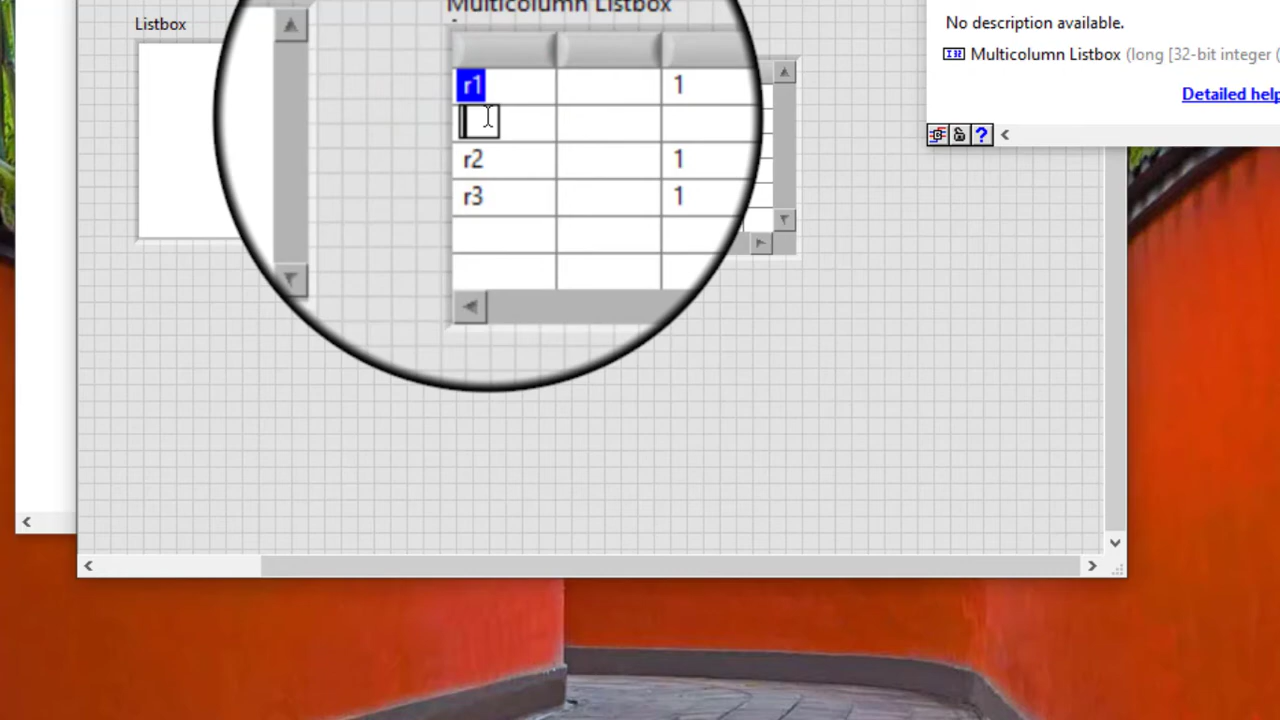 Multicolumn Listbox
Listbox
r1 1
r2 1
r3 1
No description available.
Multicolumn Listbox (long [32-bit integer (
Detailed help
?